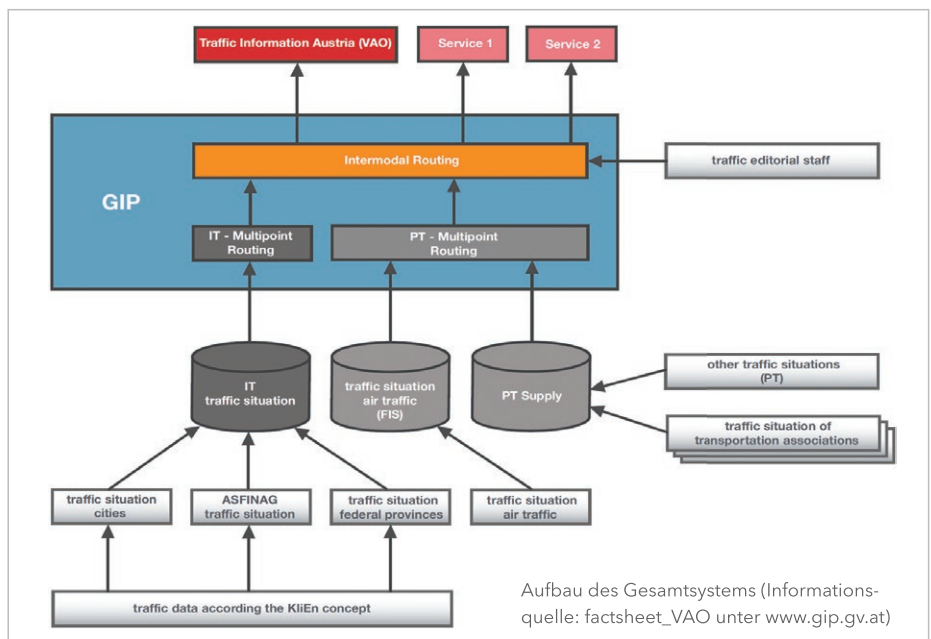 Traffic Information Austria (VAO)
Service 1
Service 2
Intermodal Routing
traffic editorial staff
GIP
IT - Multipoint
Routing
PT - Multipoint
Routing
IT
traffic situation
traffic situation
air traffic
(FIS)
PT Supply
other traffic situations
(PT)
traffic situation of
transportation associations
traffic situation
cities
ASFINAG
traffic situation
traffic situation
federal provinces
traffic situation
air traffic
traffic data according the KliEn concept
Aufbau des Gesamtsystems (Informations-
quelle: factsheet_VAO unter www.gip.gv.at)